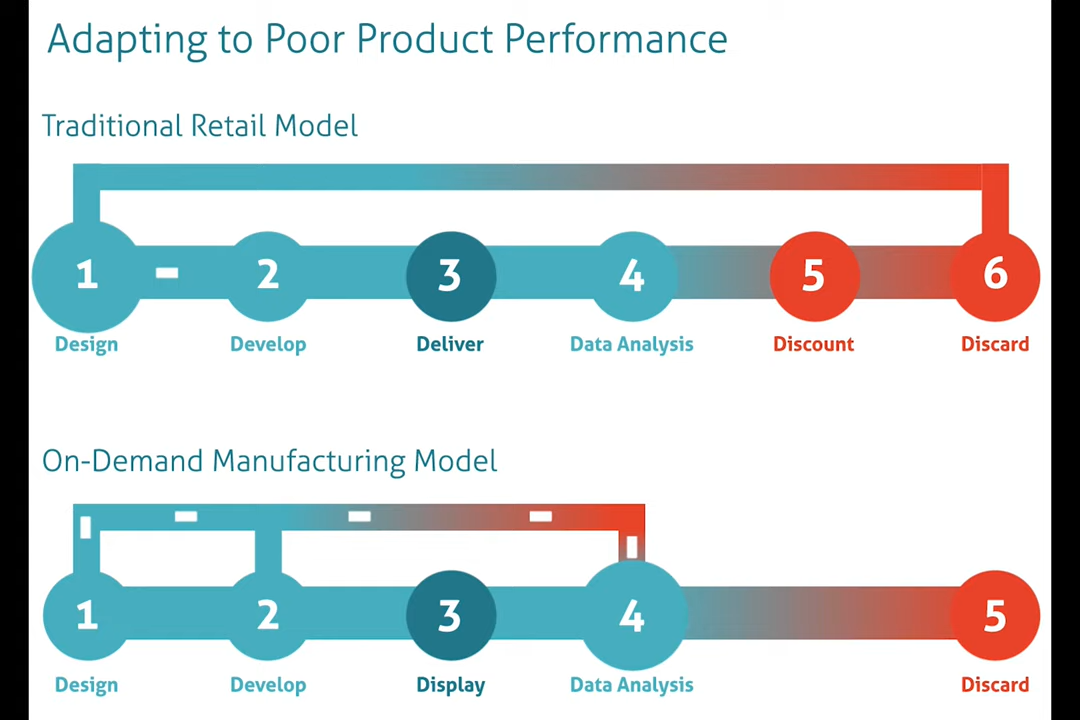 Adapting to Poor Product Performance
Traditional Retail Model
1 2 3 4 5 6
Design Develop Deliver Data Analysis Discount Discard
On-Demand Manufacturing Model
1 2 3 4 5
Design Develop Display Data Analysis Discard